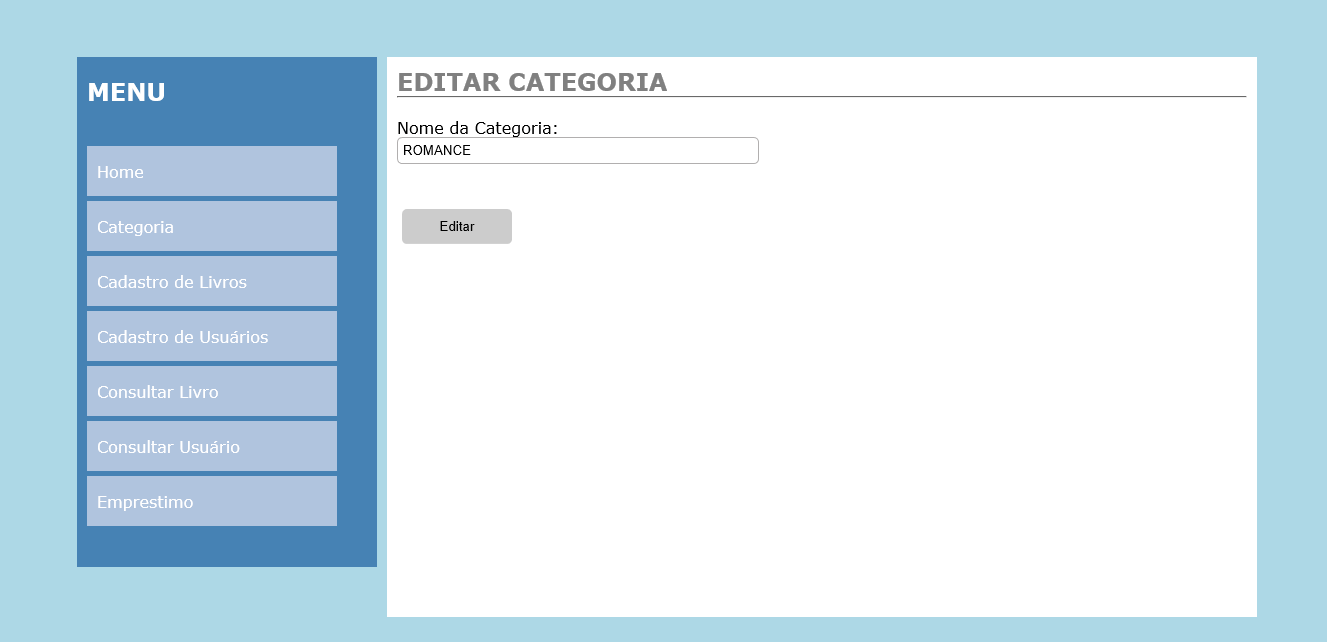 MENU
Home
Categoria
Cadastro de Livros
Cadastro de Usuários
Consultar Livro
Consultar Usuário
Emprestimo
EDITAR CATEGORIA
Nome da Categoria:
ROMANCE
Editar